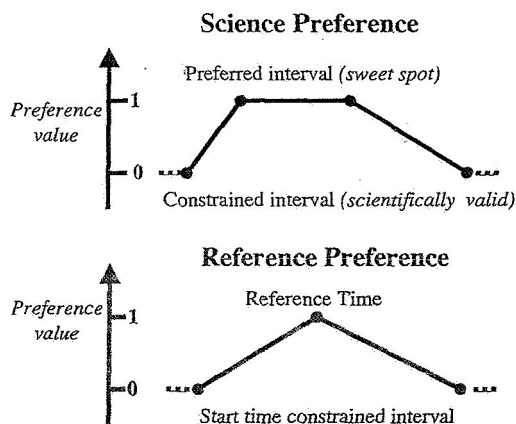 Science Preference
Preferred interval (sweet spot)
Preference
value
1
0
Constrained interval (scientifically valid)
Reference Preference
Reference Time
Preference
value
1
0
Start time constrained interval